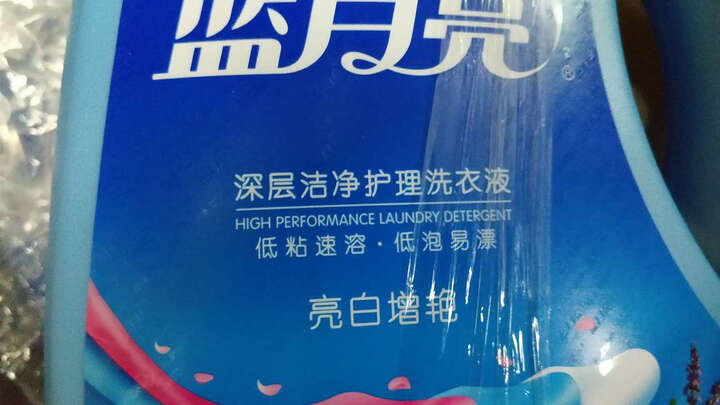 蓝月亮
®
深层洁净护理洗衣液
HIGH PERFORMANCE LAUNDRY DETERGENT
低粘速溶·低泡易漂
亮白增艳